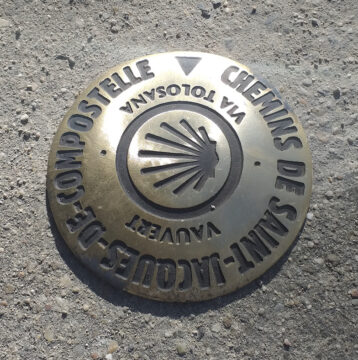 CHEMINS DE SAINT-JACQUES-DE-COMPOSTELLE
VIA TOLOSANA
VAUVERT